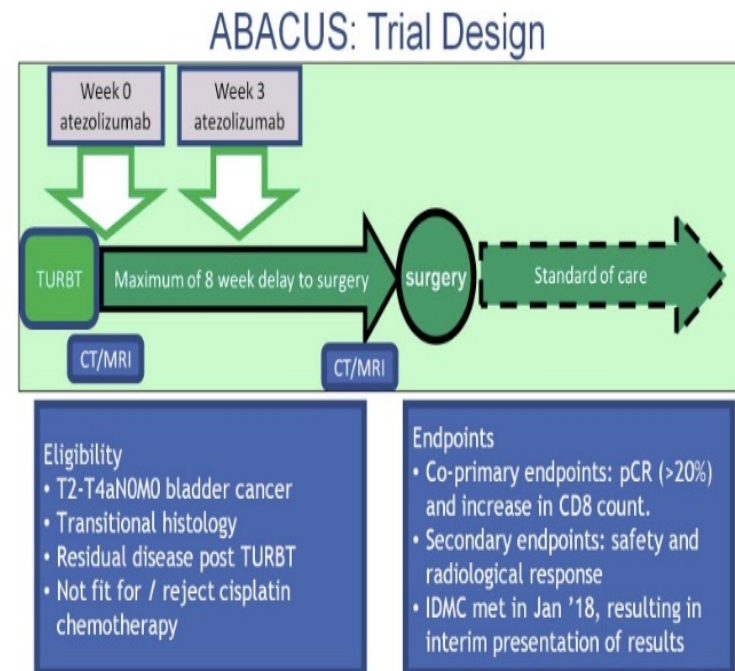 ABACUS: Trial Design
Week 0
atezolizumab
Week 3
atezolizumab
TURBT
Maximum of 8 week delay to surgery
surgery
Standard of care
CT/MRI
CT/MRI
Eligibility
• T2-T4aN0M0 bladder cancer
• Transitional histology
• Residual disease post TURBT
• Not fit for / reject cisplatin
chemotherapy
Endpoints
• Co-primary endpoints: pCR (>20%)
and increase in CD8 count.
• Secondary endpoints: safety and
radiological response
• IDMC met in Jan ’18, resulting in
interim presentation of results